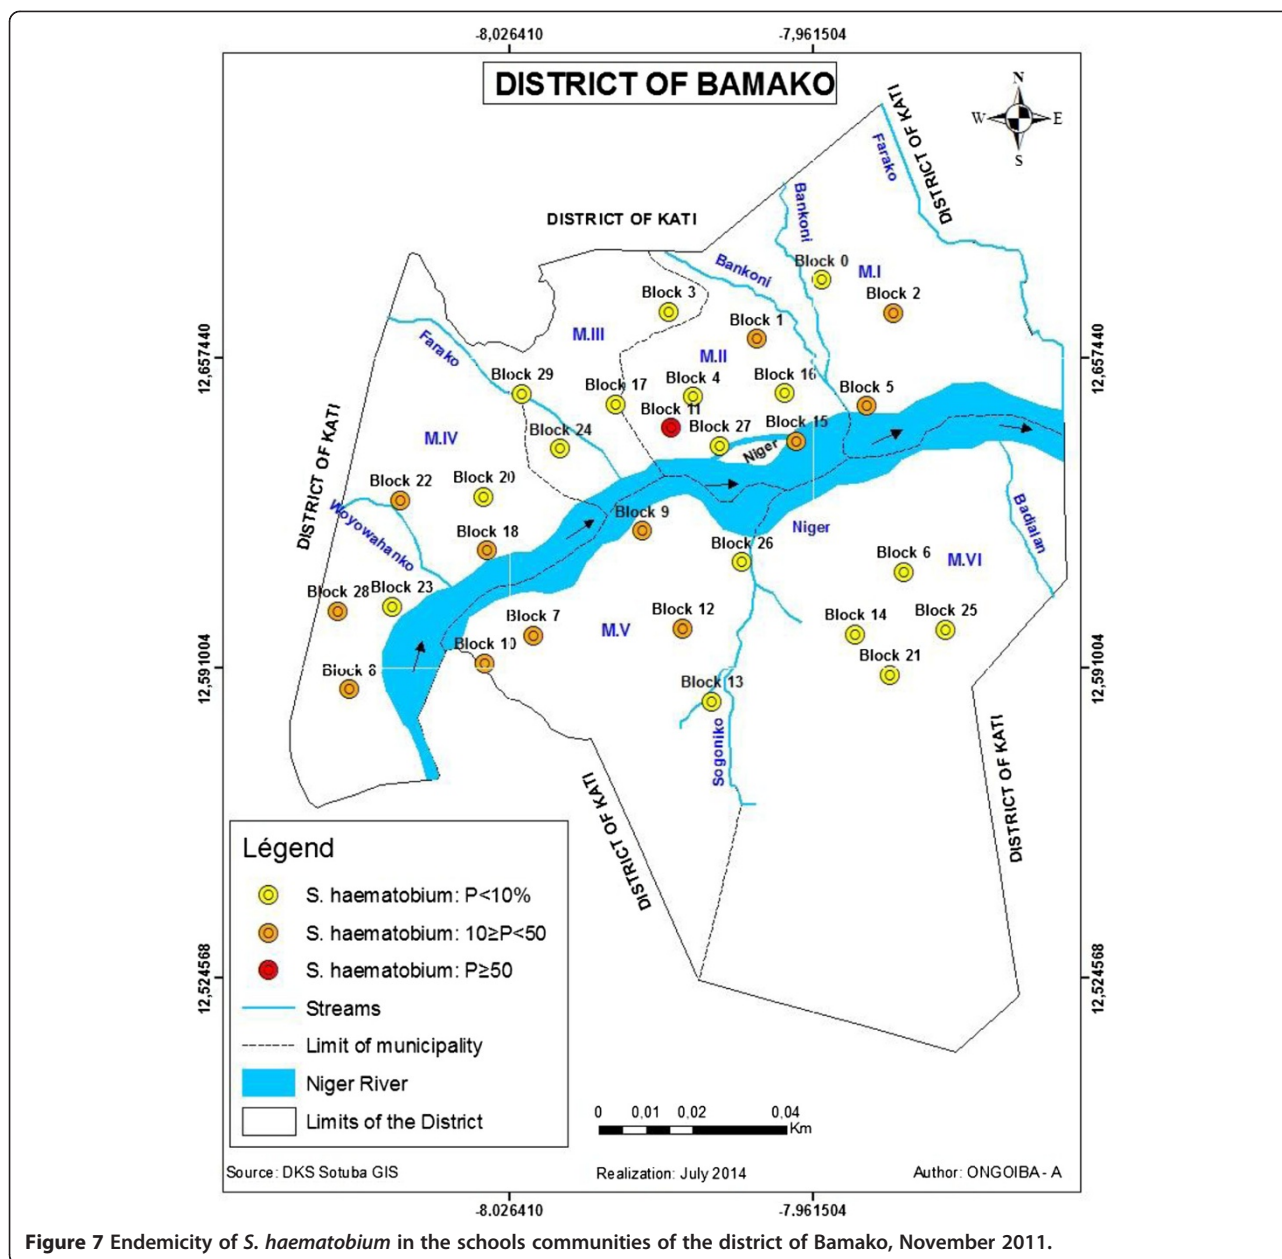 -8,026410
-7,961504
DISTRICT OF BAMAKO
N
W
E
S
DISTRICT OF KATI
Farako
DISTRICT OF KATI
DISTRICT OF KATI
Bankoni
Bankoni
Block 0
M.I
Block 3
Block 2
Block 1
M.III
Farako
M.II
12,657440
12,657440
Block 29
Block 17
Block 4
Block 16
Block 5
Block 11
Block 27
Block 15
M.IV
Block 24
Niger
DISTRICT OF KATI
Block 22
Block 20
Woyowahanko
Block 18
Block 9
Niger
Badialan
Block 26
Block 6
M.VI
Block 28
Block 23
Block 7
Block 12
Block 14
Block 25
M.V
Block 10
12,591004
12,591004
Block 8
Block 21
Block 13
Sogoniko
DISTRICT OF KATI
DISTRICT OF KATI
Légend
S. haematobium: P<10%
S. haematobium: 10≥P<50
S. haematobium: P≥50
Streams
Limit of municipality
Niger River
Limits of the District
12,524568
12,524568
0 0,01 0,02 0,04
Km
Source: DKS Sotuba GIS
Realization: July 2014
Author: ONGOIBA - A
-8,026410
-7,961504
Figure 7 Endemicity of S. haematobium in the schools communities of the district of Bamako, November 2011.